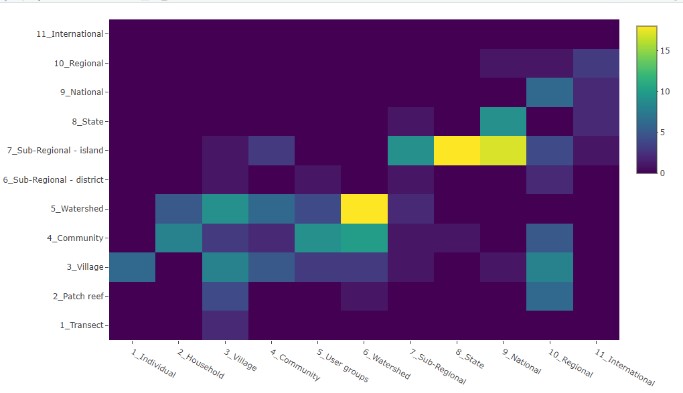 11_International
10_Regional
9_National
8_State
7_Sub-Regional - island
6_Sub-Regional - district
5_Watershed
4_Community
3_Village
2_Patch reef
1_Transect
1_Individual
2_Household
3_Village
4_Community
5_User groups
6_Watershed
7_Sub-Regional
8_State
9_National
10_Regional
11_International
15
10
5
0